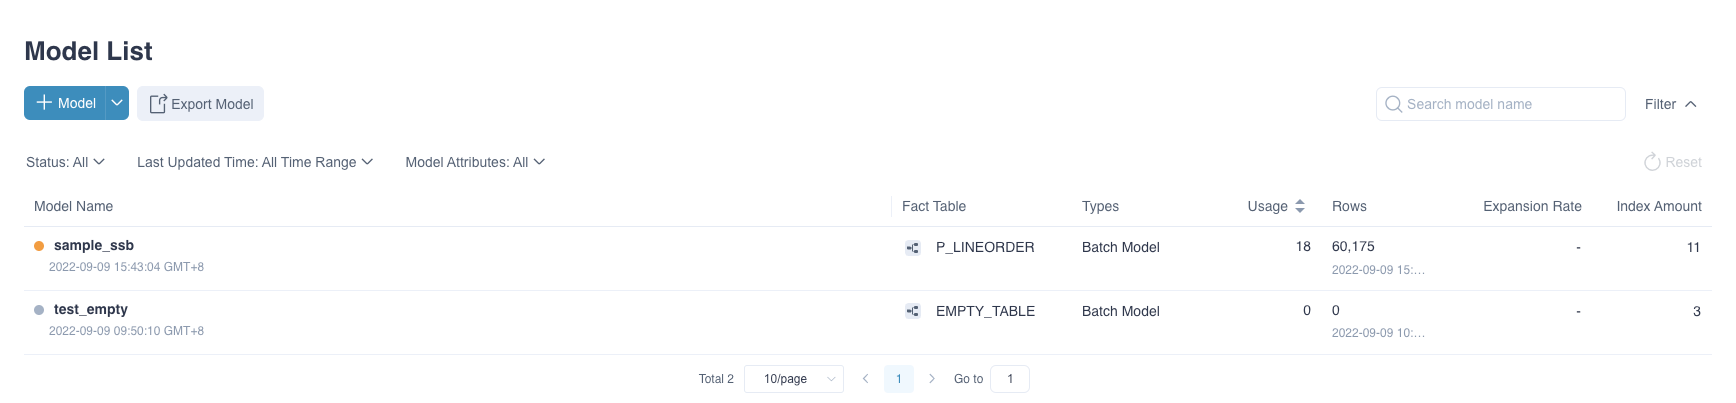 Model List
Model
Export Model
Search model name
Filter
Status: All
Last Updated Time: All Time Range
Model Attributes: All
Reset
Model Name Fact Table Types Usage Rows Expansion Rate Index Amount
sample_ssb P_LINEORDER Batch Model 18 60,175 - 11
2022-09-09 15:43:04 GMT+8 2022-09-09 15:...
test_empty EMPTY_TABLE Batch Model 0 0 - 3
2022-09-09 09:50:10 GMT+8 2022-09-09 10:...
Total 2 10/page 1 Go to 1